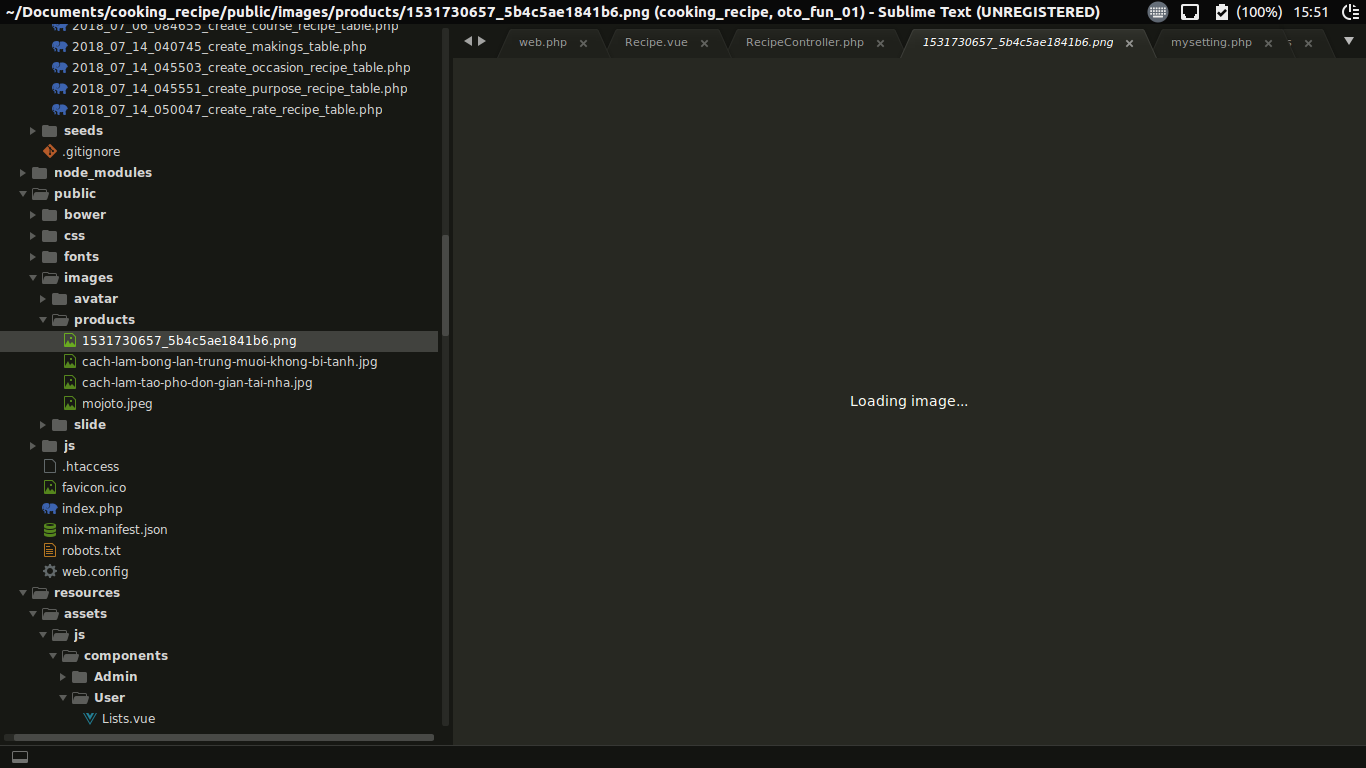 ~/Documents/cooking_recipe/public/images/products/1531730657_5b4c5ae1841b6.png (cooking_recipe, oto_fun_01) - Sublime Text (UNREGISTERED)
(100%) 15:51
web.php
Recipe.vue
RecipeController.php
1531730657_5b4c5ae1841b6.png
mysetting.php
2018_07_06_084655_create_course_recipe_table.php
2018_07_14_040745_create_makings_table.php
2018_07_14_045503_create_occasion_recipe_table.php
2018_07_14_045551_create_purpose_recipe_table.php
2018_07_14_050047_create_rate_recipe_table.php
seeds
.gitignore
node_modules
public
bower
css
fonts
images
avatar
products
1531730657_5b4c5ae1841b6.png
cach-lam-bong-lan-trung-muoi-khong-bi-tanh.jpg
cach-lam-tao-pho-don-gian-tai-nha.jpg
mojoto.jpeg
slide
js
.htaccess
favicon.ico
index.php
mix-manifest.json
robots.txt
web.config
resources
assets
js
components
Admin
User
Lists.vue
Loading image...